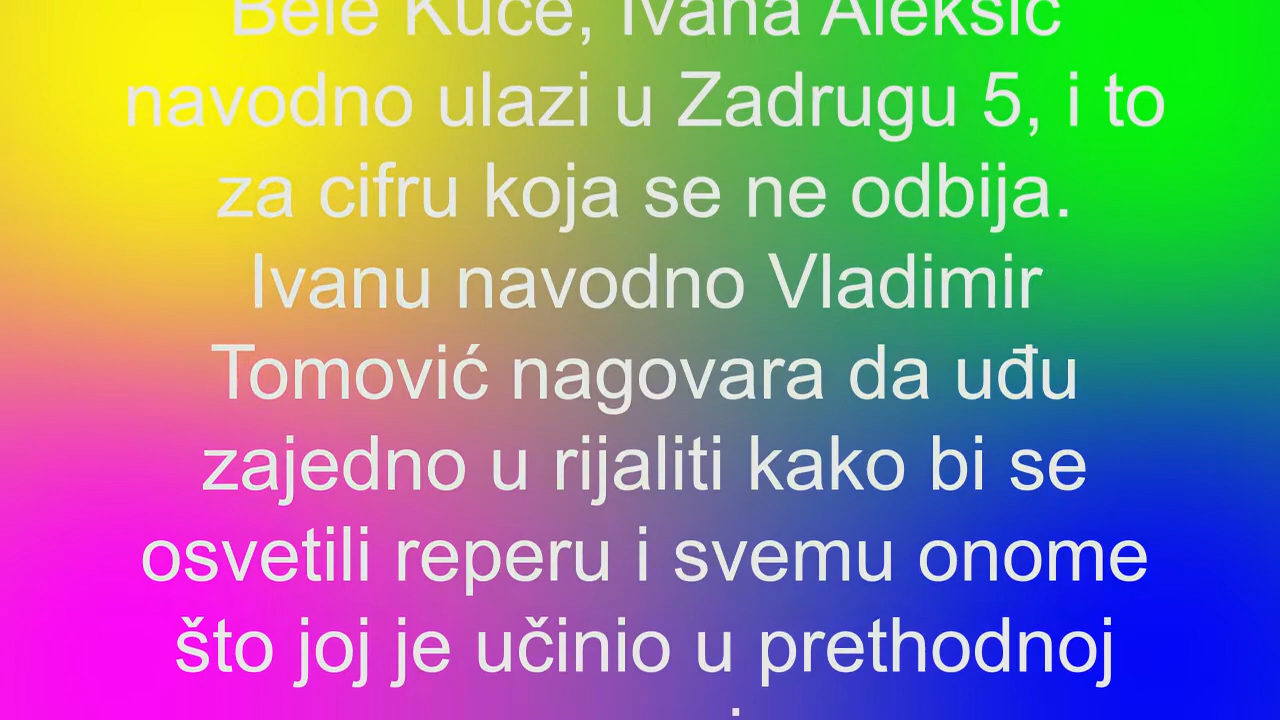 Bele Kuće, Ivana Aleksić
navodno ulazi u Zadrugu 5, i to
za cifru koja se ne odbija.
Ivanu navodno Vladimir
Tomović nagovara da uđu
zajedno u rijaliti kako bi se
osvetili reperu i svemu onome
što joj je učinio u prethodnoj